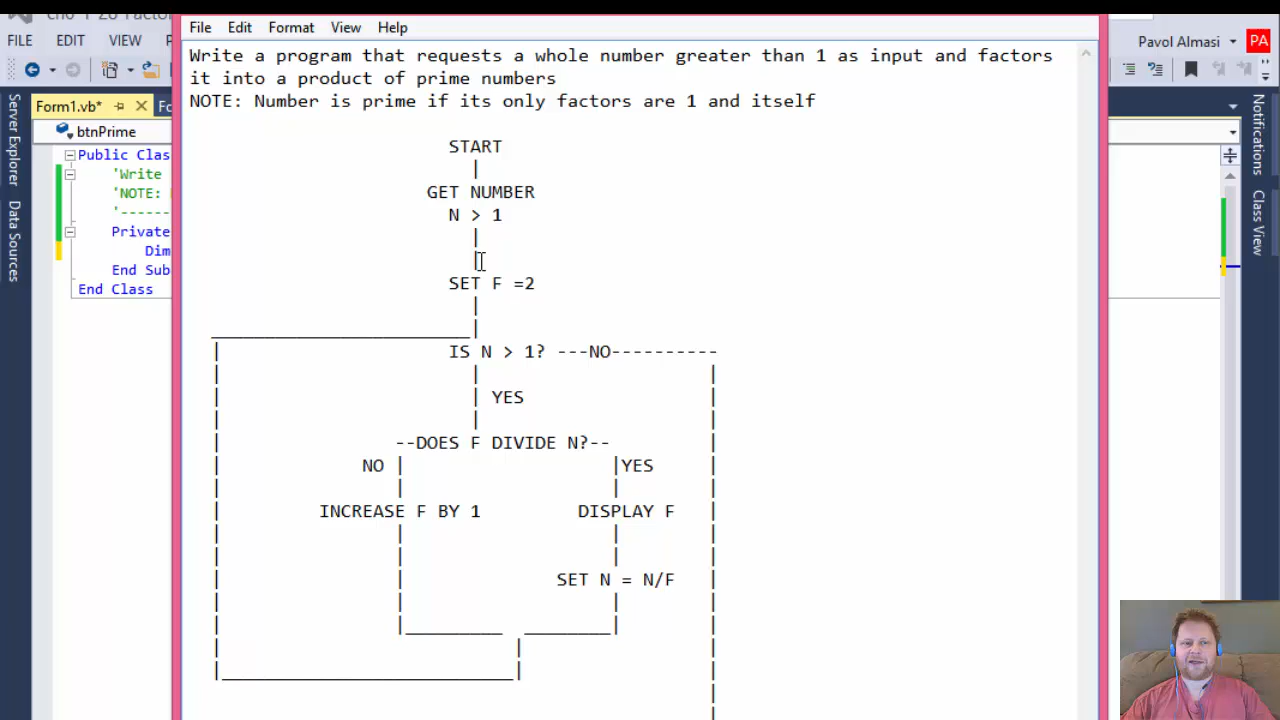 File Edit Format View Help
FILE EDIT VIEW
Pavol Almasi PA
Write a program that requests a whole number greater than 1 as input and factors
it into a product of prime numbers
NOTE: Number is prime if its only factors are 1 and itself
START
GET NUMBER
N > 1
SET F =2
IS N > 1? ---NO----------
YES
--DOES F DIVIDE N?--
NO YES
INCREASE F BY 1 DISPLAY F
SET N = N/F
Form1.vb*
btnPrime
Public Clas
'Write
'NOTE:
'------
Private
Dim
End Sub
End Class
Server Explorer
Data Sources
Notifications
Class View